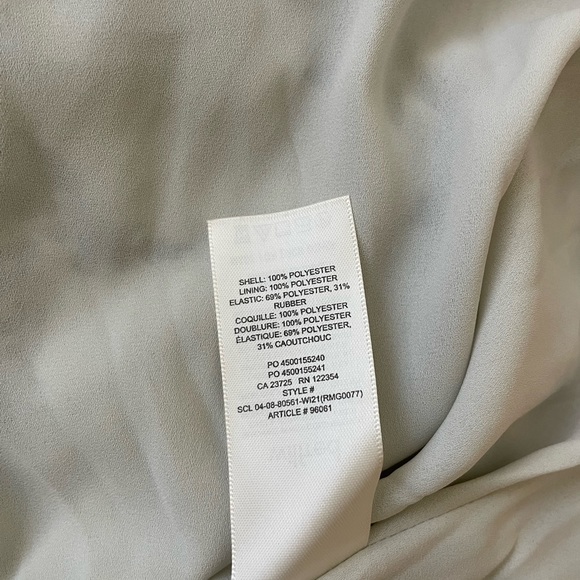 SHELL: 100% POLYESTER
LINING: 100% POLYESTER
ELASTIC: 69% POLYESTER, 31%
RUBBER
COQUILLE: 100% POLYESTER
DOUBLURE: 100% POLYESTER
ÉLASTIQUE: 69% POLYESTER,
31% CAOUTCHOUC
PO 4500155240
PO 4500155241
CA 23725 RN 122354
STYLE #
SCL 04-08-80561-WI21(RMG0077)
ARTICLE # 96061